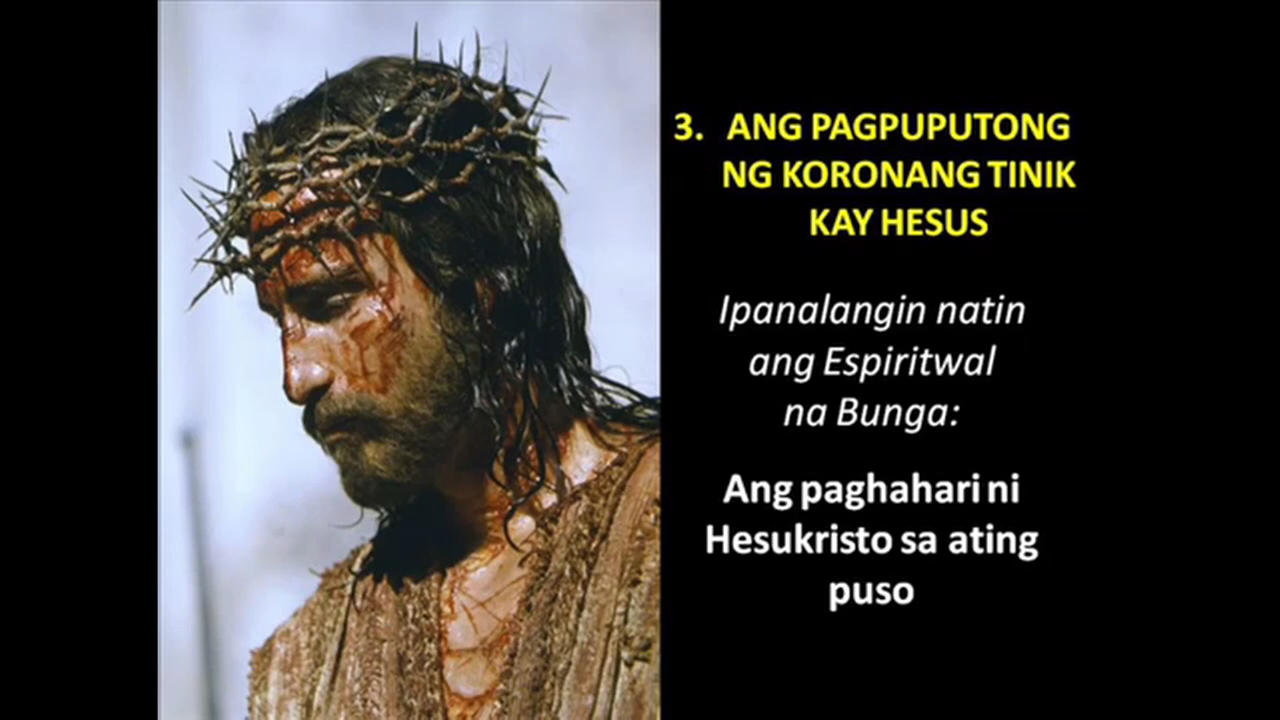 3. ANG PAGPUPUTONG
NG KORONANG TINIK
KAY HESUS
Ipanalangin natin
ang Espiritwal
na Bunga:
Ang paghahari ni
Hesukristo sa ating
puso